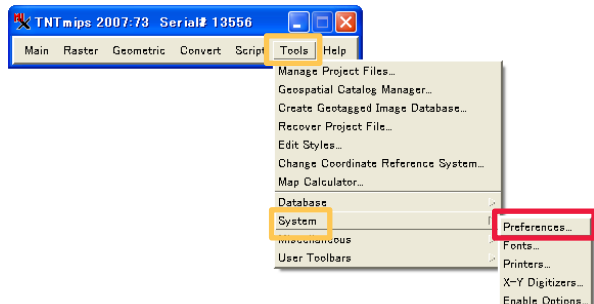 TNTmips 2007:73 Serial# 13556
Main Raster Geometric Convert Script Tools Help
Manage Project Files...
Geospatial Catalog Manager...
Create Geotagged Image Database...
Recover Project File...
Edit Styles...
Change Coordinate Reference System...
Map Calculator...
Database
System
Miscellaneous
User Toolbars
Preferences...
Fonts...
Printers...
X-Y Digitizers...
Enable Options...